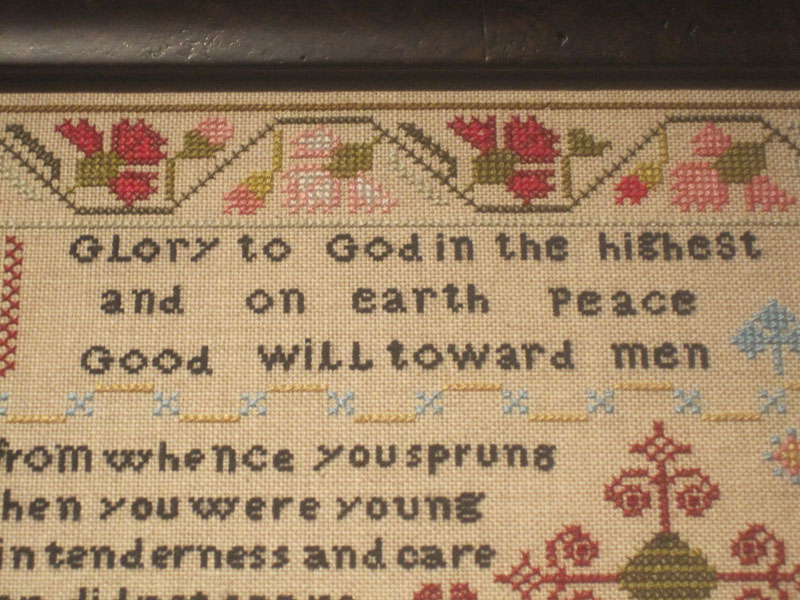 Glory to God in the highest
and on earth peace
Good will toward men
from whence you sprung
hen you were young
in tenderness and care